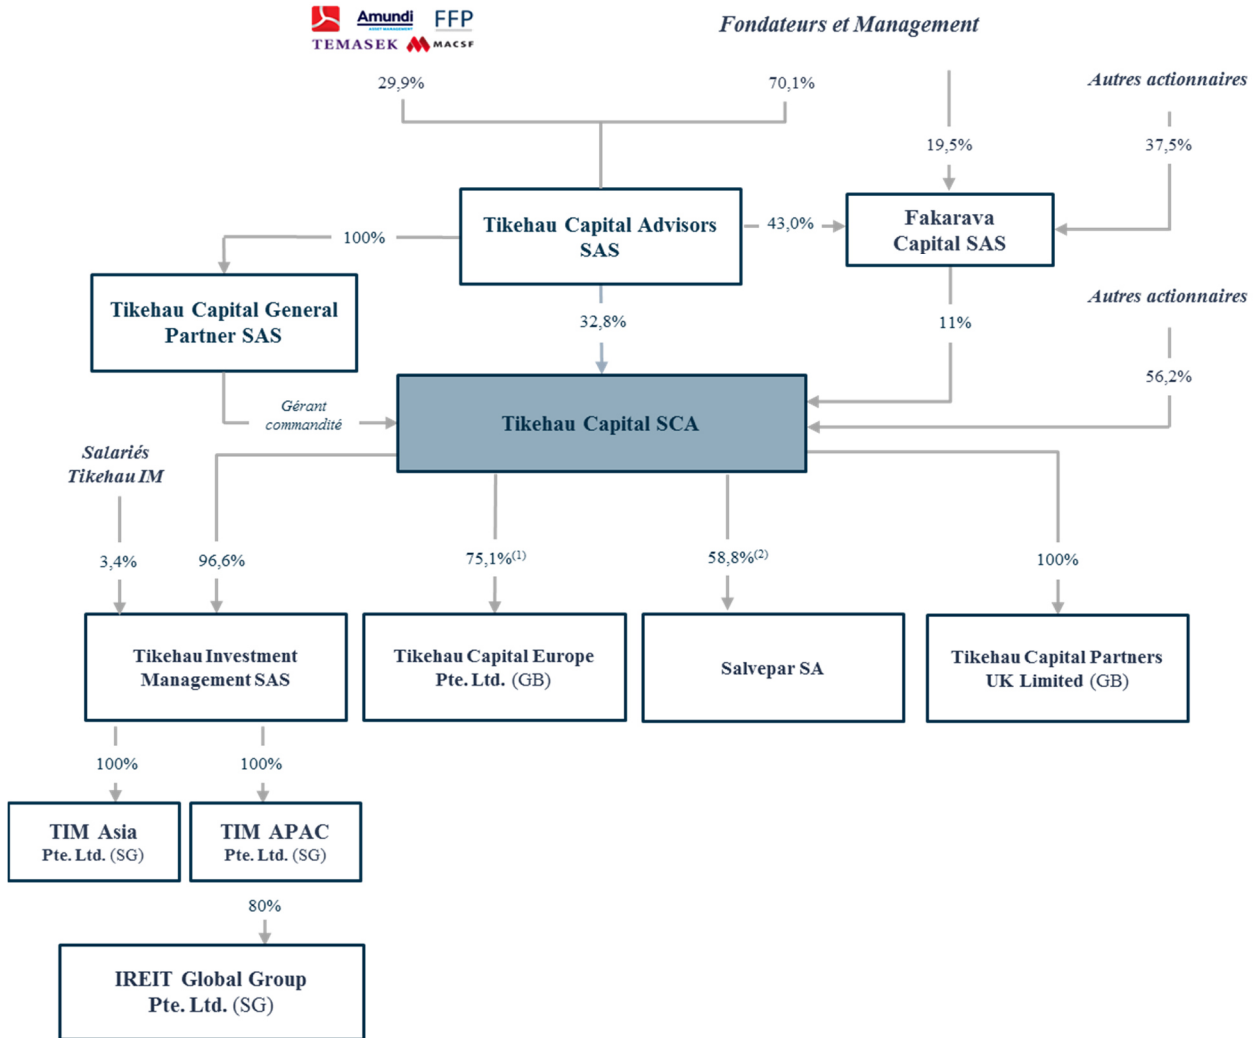 Amundi
ASSET MANAGEMENT
FFP
TEMASEK
MACSF
Fondateurs et Management
29,9%
70,1%
Autres actionnaires
19,5%
37,5%
Tikehau Capital Advisors
SAS
43,0%
Fakarava
Capital SAS
100%
Tikehau Capital General
Partner SAS
32,8%
11%
Autres actionnaires
56,2%
Gérant
commandité
Tikehau Capital SCA
Salariés
Tikehau IM
3,4%
96,6%
75,1%(1)
58,8%(2)
100%
Tikehau Investment
Management SAS
Tikehau Capital Europe
Pte. Ltd. (GB)
Salvepar SA
Tikehau Capital Partners
UK Limited (GB)
100%
100%
TIM Asia
Pte. Ltd. (SG)
TIM APAC
Pte. Ltd. (SG)
80%
IREIT Global Group
Pte. Ltd. (SG)